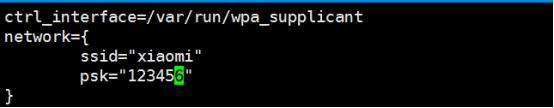 ctrl_interface=/var/run/wpa_supplicant
network={
ssid="xiaomi"
psk="123456"
}